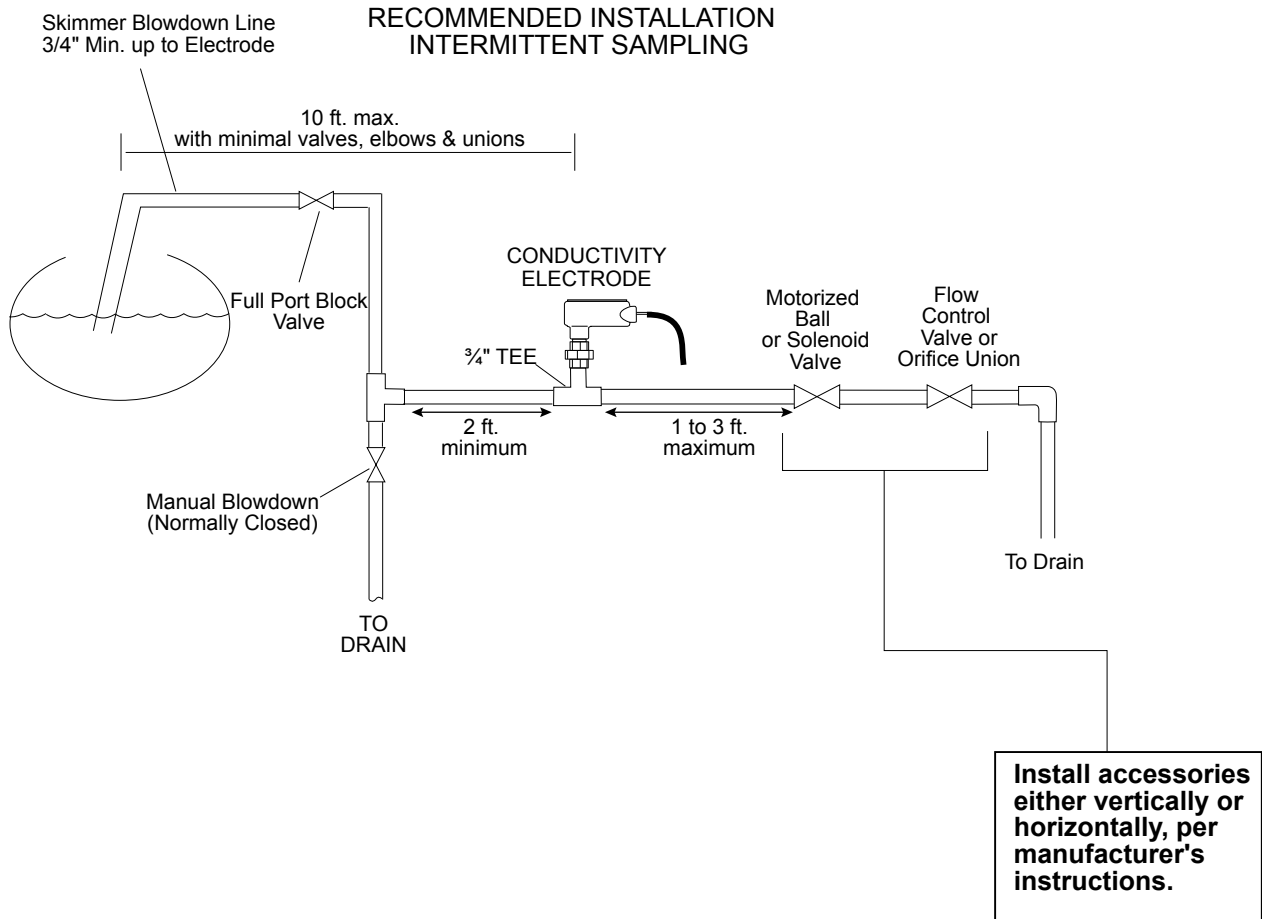 Skimmer Blowdown Line
3/4" Min. up to Electrode
RECOMMENDED INSTALLATION
INTERMITTENT SAMPLING
10 ft. max.
with minimal valves, elbows & unions
Full Port Block
Valve
CONDUCTIVITY
ELECTRODE
¾" TEE
Motorized
Ball
or Solenoid
Valve
Flow
Control
Valve or
Orifice Union
2 ft.
minimum
1 to 3 ft.
maximum
Manual Blowdown
(Normally Closed)
To Drain
TO
DRAIN
Install accessories
either vertically or
horizontally, per
manufacturer's
instructions.